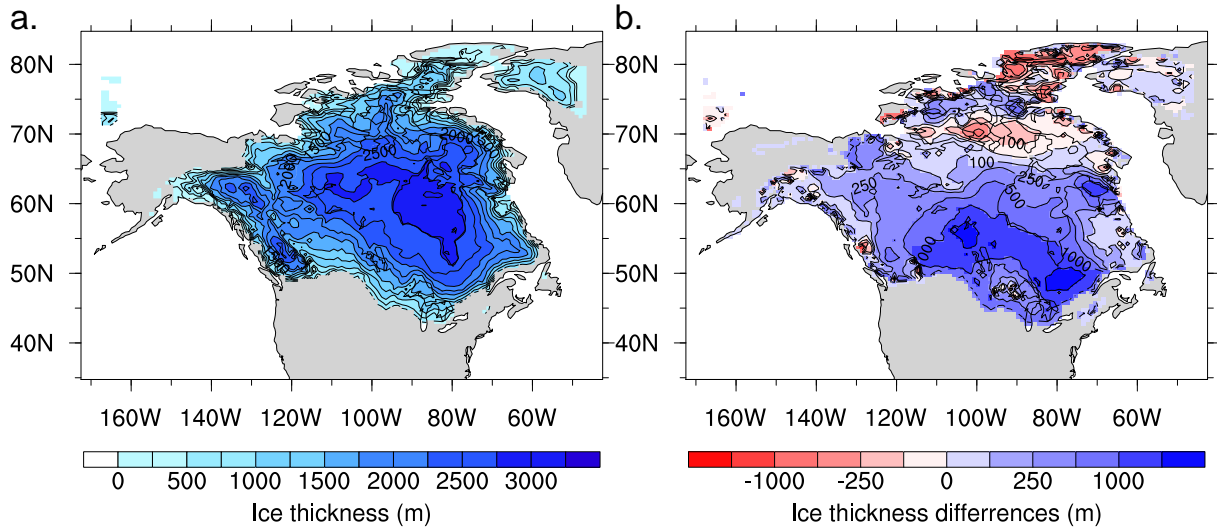 a.
b.
80N
70N
60N
50N
40N
2000
2500
2000
160W 140W 120W 100W 80W 60W
0 500 1000 1500 2000 2500 3000
Ice thickness (m)
80N
70N
60N
50N
40N
100
100
250
250
500
1000
160W 140W 120W 100W 80W 60W
-1000 -250 0 250 1000
Ice thickness differrences (m)